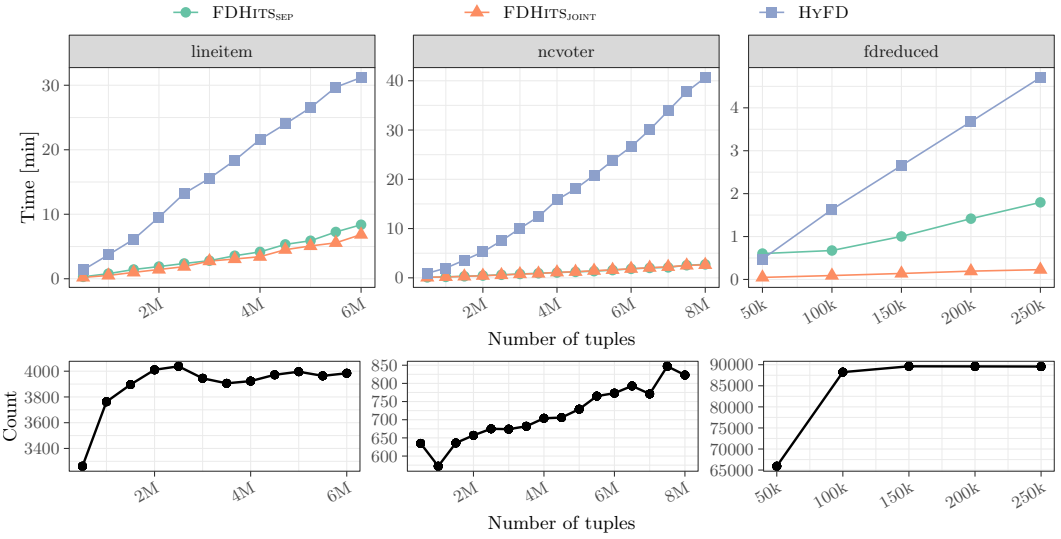 FDHITS_SEP FDHITS_JOINT HYFD
lineitem ncvoter fdreduced
Time [min]
30
20
10
0
2M 4M 6M
40
30
20
10
0
2M 4M 6M 8M
4
3
2
1
0
50k 100k 150k 200k 250k
Number of tuples
Count
4000
3800
3600
3400
2M 4M 6M
850
800
750
700
650
600
2M 4M 6M 8M
90000
85000
80000
75000
70000
65000
50k 100k 150k 200k 250k
Number of tuples